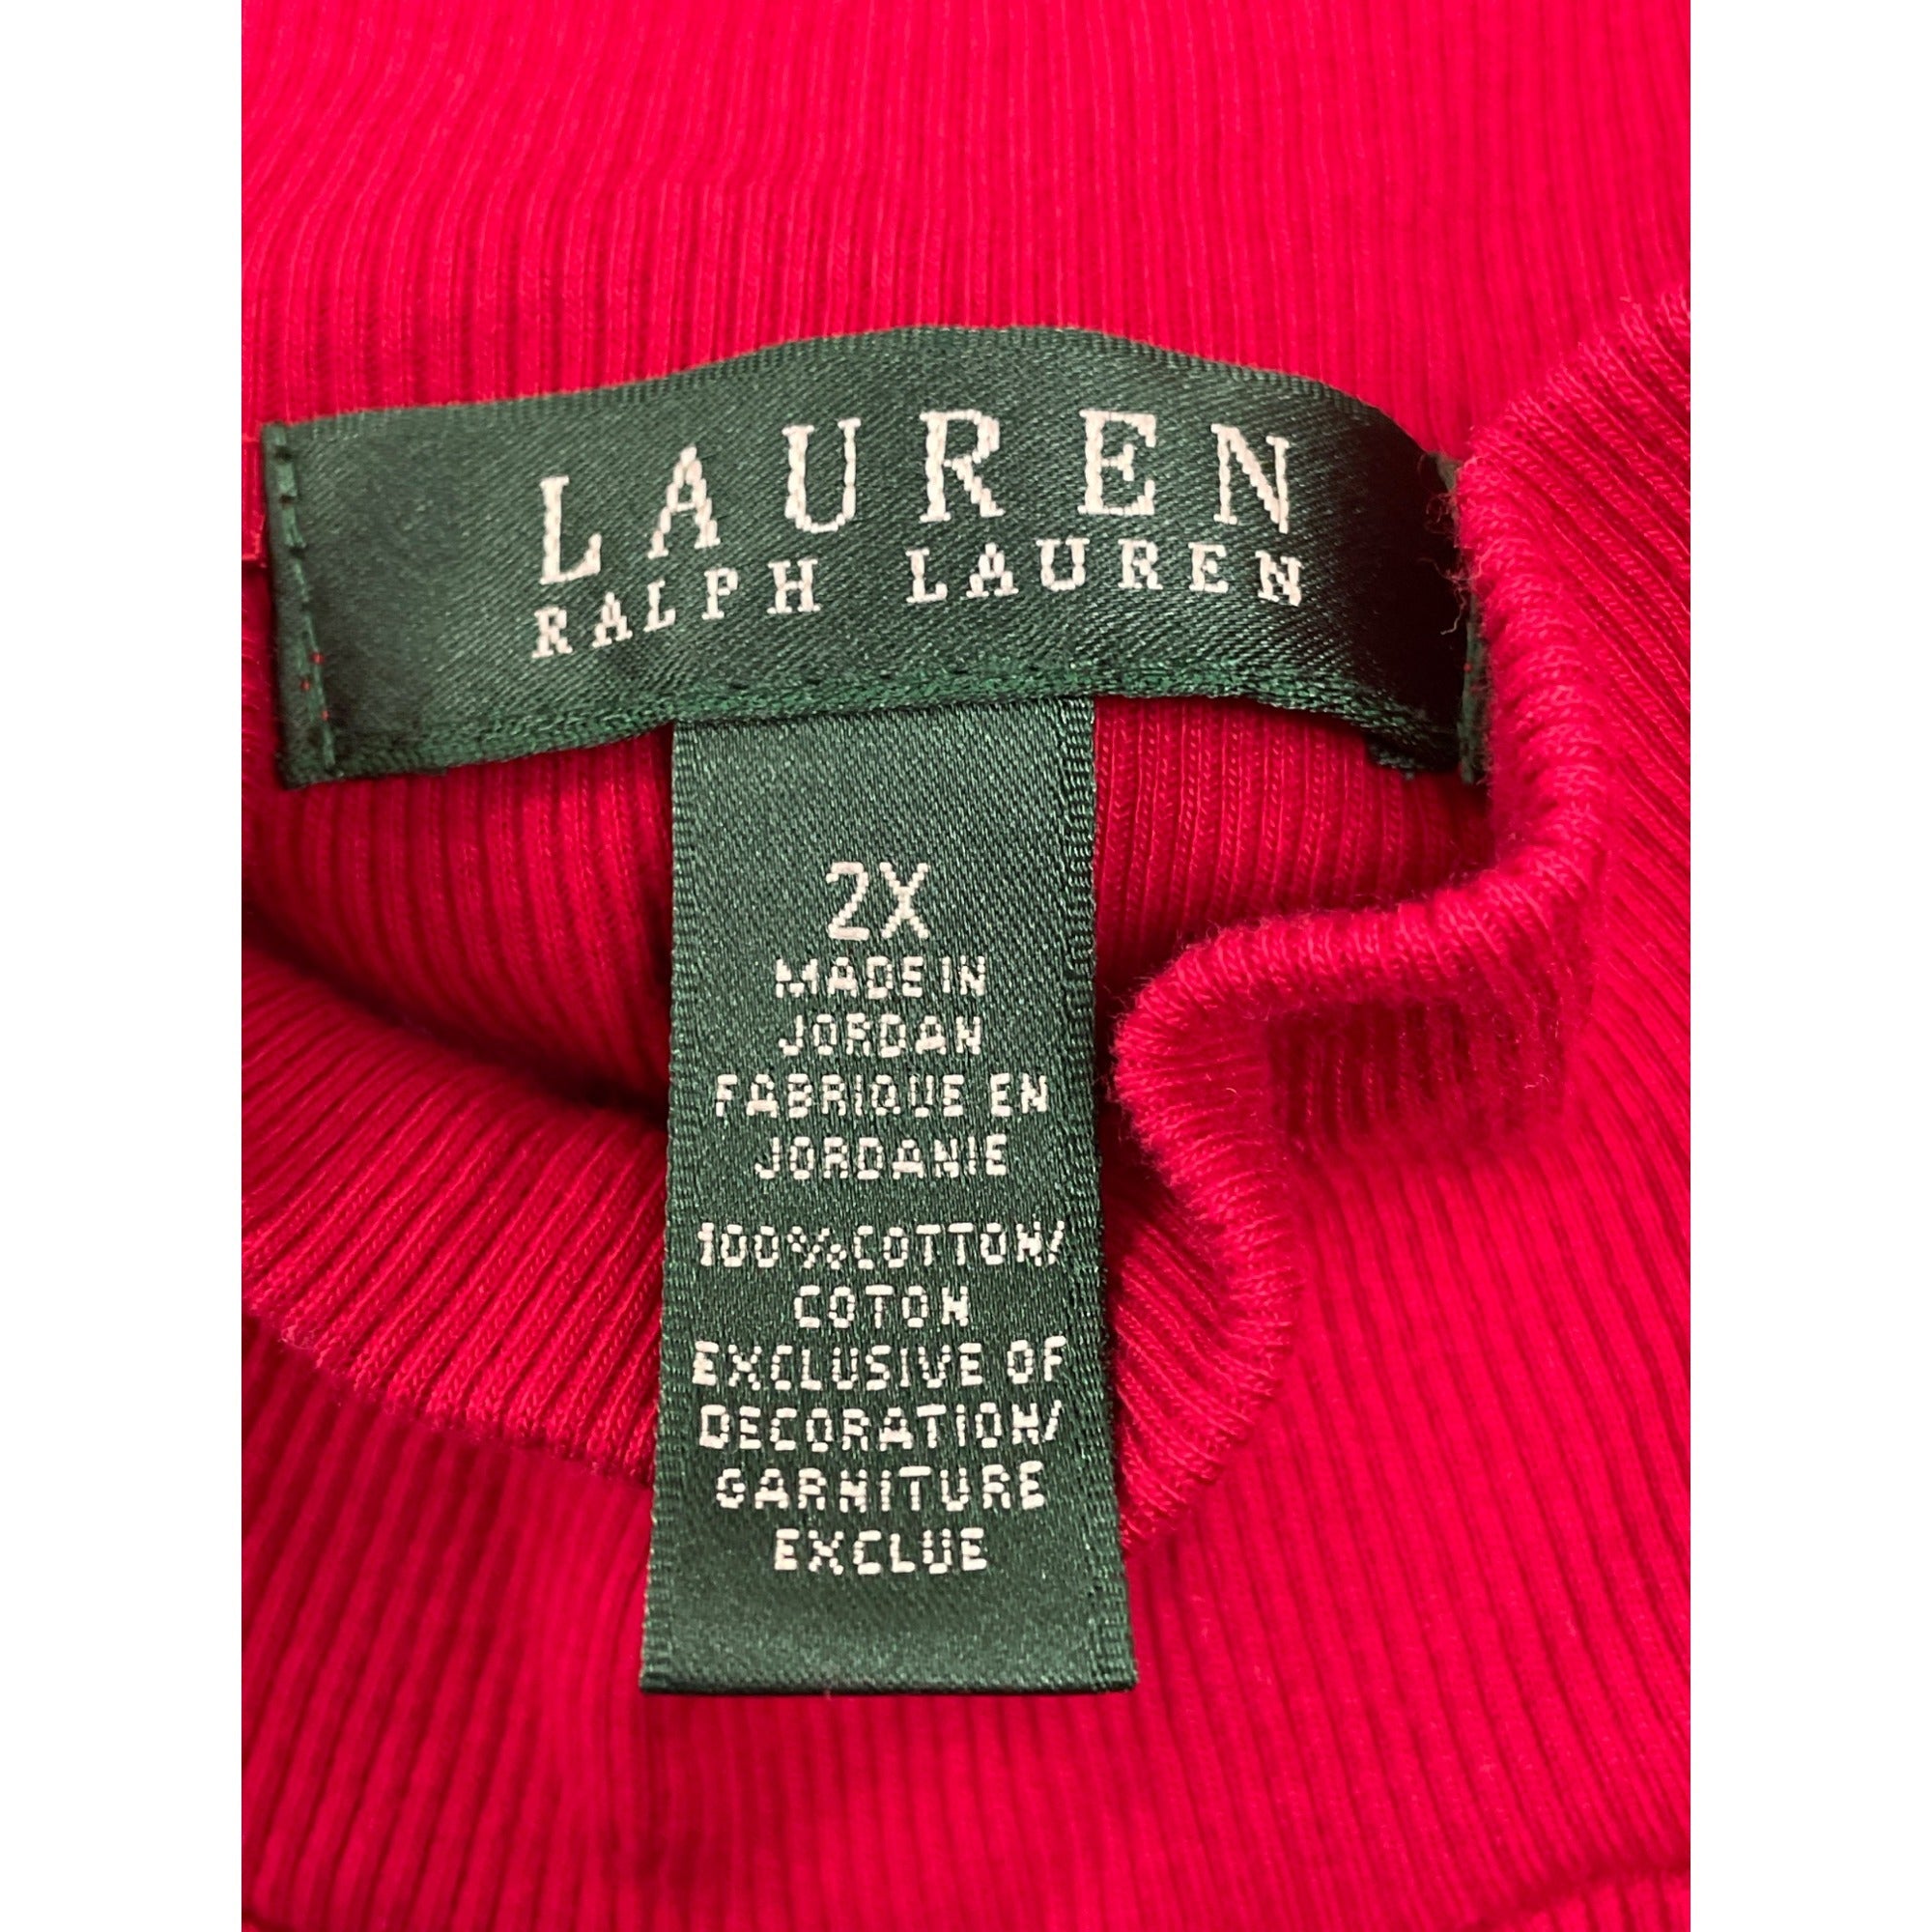 LAUREN
RALPH LAUREN
2X
MADE IN
JORDAN
FABRIQUE EN
JORDANIE
100% COTTON/
COTON
EXCLUSIVE OF
DECORATION/
GARNITURE
EXCLUE